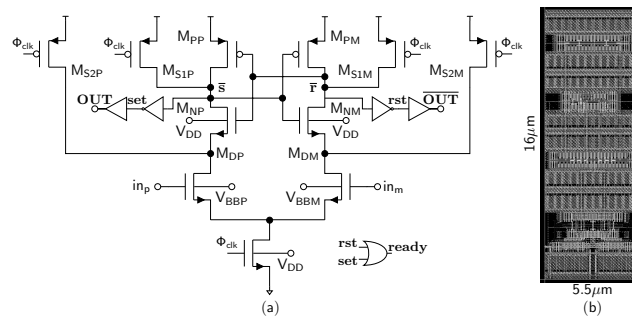 Φclk Φclk MPP MPM Φclk Φclk
MS2P MS1P s̄ r̄ MS1M MS2M
OUT set MNP MNM rst O̅U̅T̅
VDD VDD
MDP MDM
inp VBBP VBBM inm
Φclk VDD
rst
set ready
(a)
16μm
5.5μm
(b)